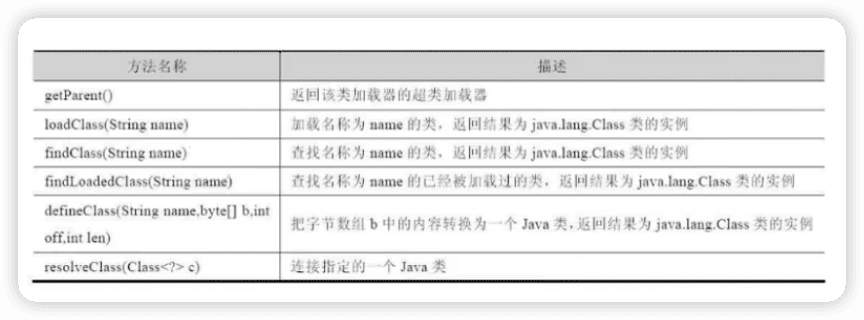 方法名称 描述
getParent() 返回该类加载器的超类加载器
loadClass(String name) 加载名称为 name 的类，返回结果为 java.lang.Class 类的实例
findClass(String name) 查找名称为 name 的类，返回结果为 java.lang.Class 类的实例
findLoadedClass(String name) 查找名称为 name 的已经被加载过的类，返回结果为 java.lang.Class 类的实例
defineClass(String name,byte[] b,int
off,int len)
把字节数组 b 中的内容转换为一个 Java 类，返回结果为 java.lang.Class 类的实例
resolveClass(Class<?> c) 连接指定的一个 Java 类